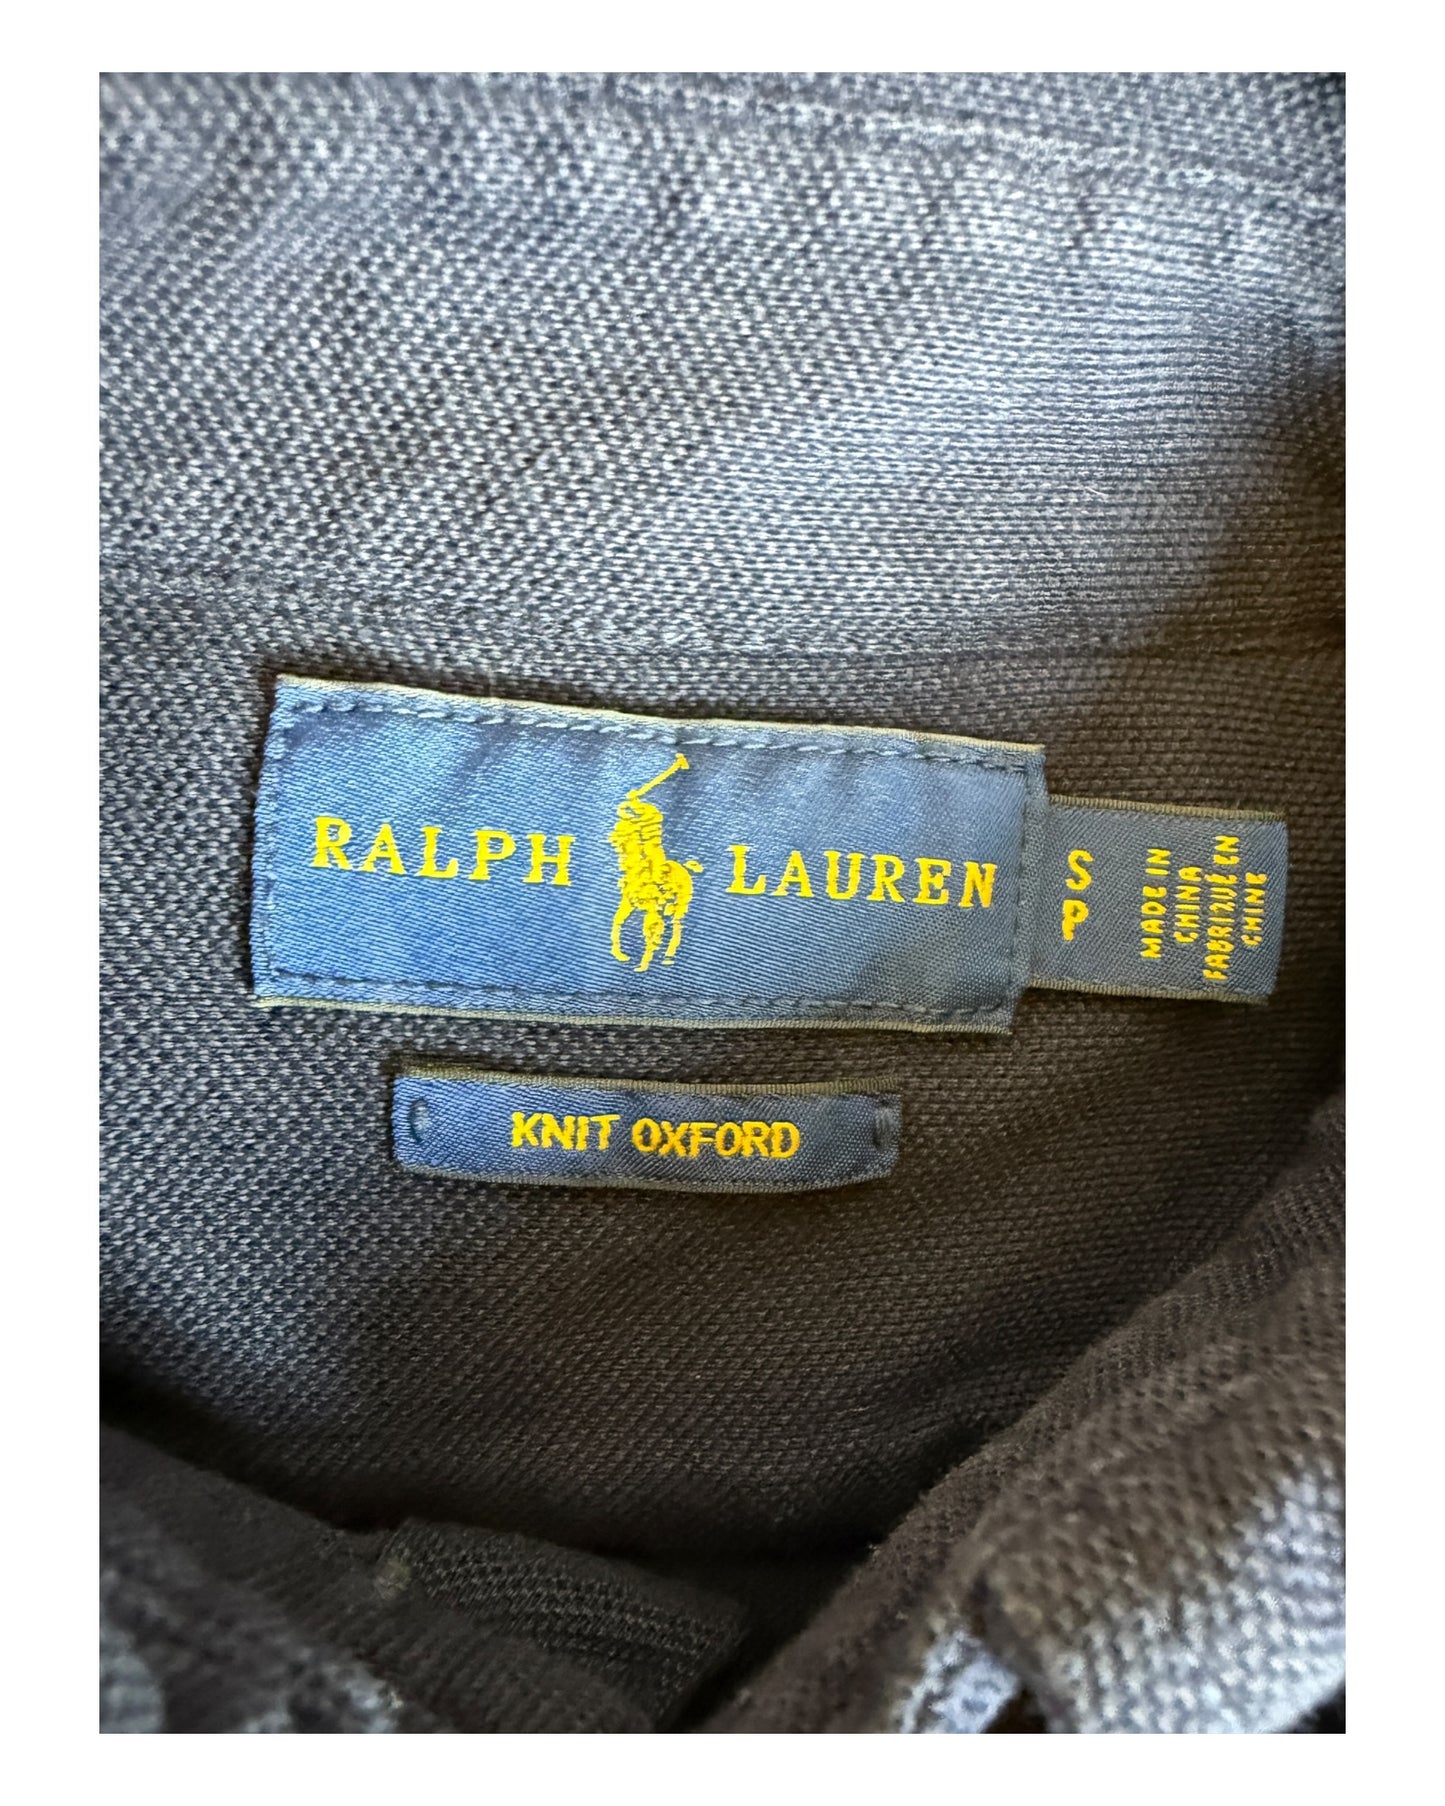 RALPH LAUREN
S
P
MADE IN
CHINA
FABRIQUÉ EN
CHINE
KNIT OXFORD